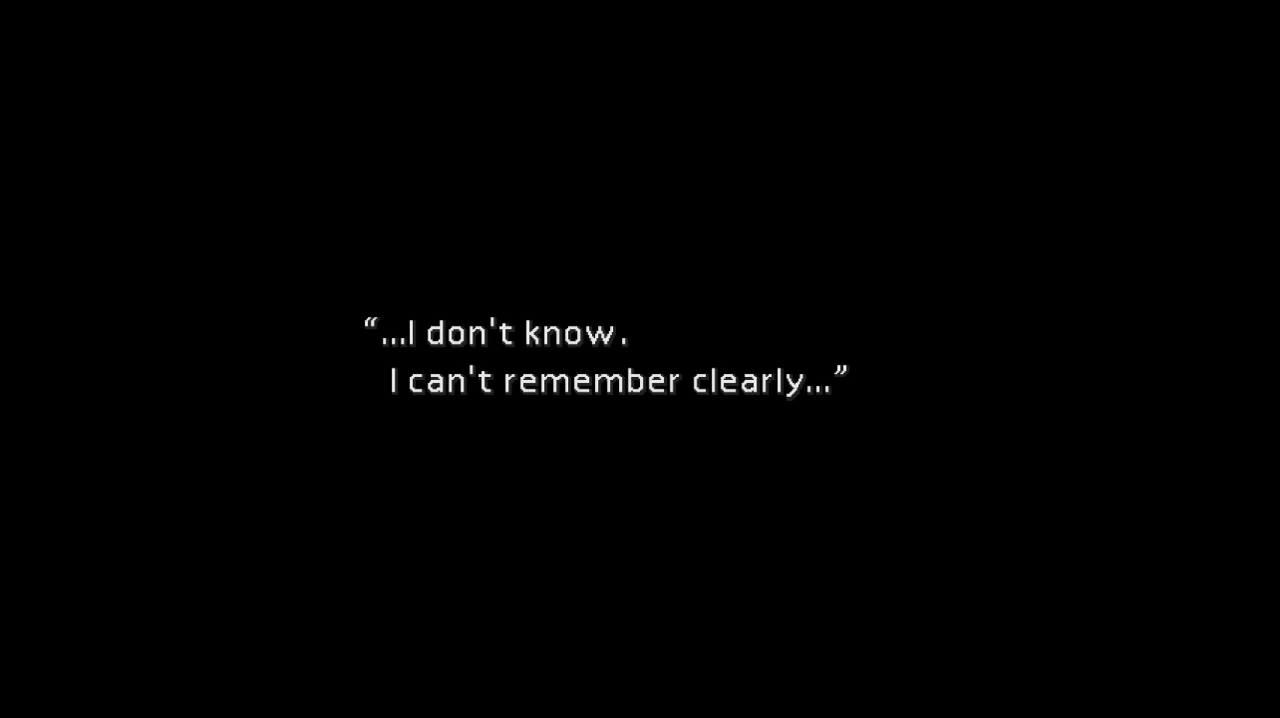 “...I don't know.
I can't remember clearly...”